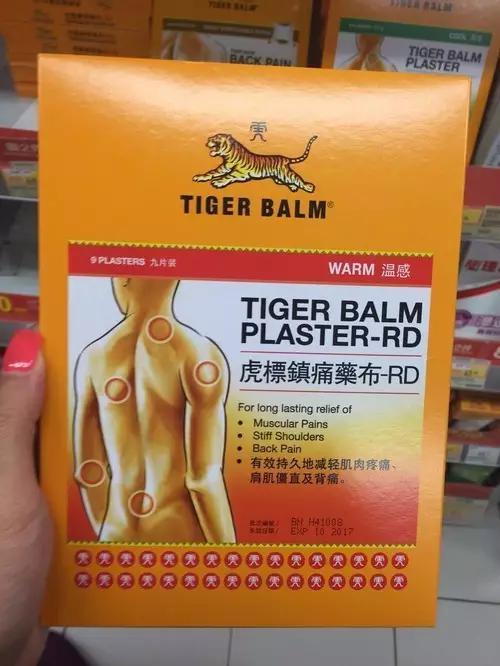 TIGER BALM
BACK PAIN
COOL
TIGER BALM
PLASTER
TIGER BALM®
9 PLASTERS 九片装
WARM 温感
TIGER BALM
PLASTER-RD
虎標鎮痛藥布-RD
For long lasting relief of
• Muscular Pains
• Stiff Shoulders
• Back Pain
• 有效持久地减轻肌肉疼痛、
肩肌僵直及背痛。
BN H41008
EXP 10 2017